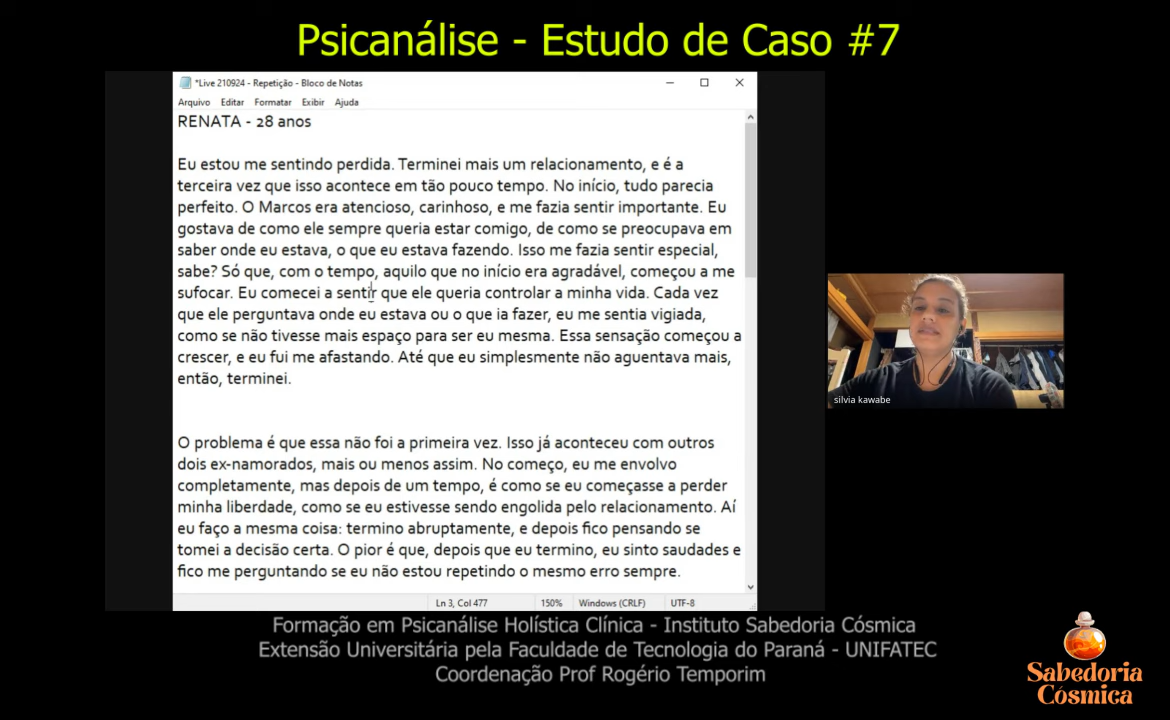 Psicanálise - Estudo de Caso #7
*Live 210924 - Repetição - Bloco de Notas
Arquivo Editar Formatar Exibir Ajuda
RENATA - 28 anos
Eu estou me sentindo perdida. Terminei mais um relacionamento, e é a
terceira vez que isso acontece em tão pouco tempo. No início, tudo parecia
perfeito. O Marcos era atencioso, carinhoso, e me fazia sentir importante. Eu
gostava de como ele sempre queria estar comigo, de como se preocupava em
saber onde eu estava, o que eu estava fazendo. Isso me fazia sentir especial,
sabe? Só que, com o tempo, aquilo que no início era agradável, começou a me
sufocar. Eu comecei a sentir que ele queria controlar a minha vida. Cada vez
que ele perguntava onde eu estava ou o que ia fazer, eu me sentia vigiada,
como se não tivesse mais espaço para ser eu mesma. Essa sensação começou a
crescer, e eu fui me afastando. Até que eu simplesmente não aguentava mais,
então, terminei.
O problema é que essa não foi a primeira vez. Isso já aconteceu com outros
dois ex-namorados, mais ou menos assim. No começo, eu me envolvo
completamente, mas depois de um tempo, é como se eu começasse a perder
minha liberdade, como se eu estivesse sendo engolida pelo relacionamento. Aí
eu faço a mesma coisa: termino abruptamente, e depois fico pensando se
tomei a decisão certa. O pior é que, depois que eu termino, eu sinto saudades e
fico me perguntando se eu não estou repetindo o mesmo erro sempre.
Ln 3, Col 477 150% Windows (CRLF) UTF-8
silvia kawabe
Formação em Psicanálise Holística Clínica - Instituto Sabedoria Cósmica
Extensão Universitária pela Faculdade de Tecnologia do Paraná - UNIFATEC
Coordenação Prof Rogério Temporim
Sabedoria
Cósmica